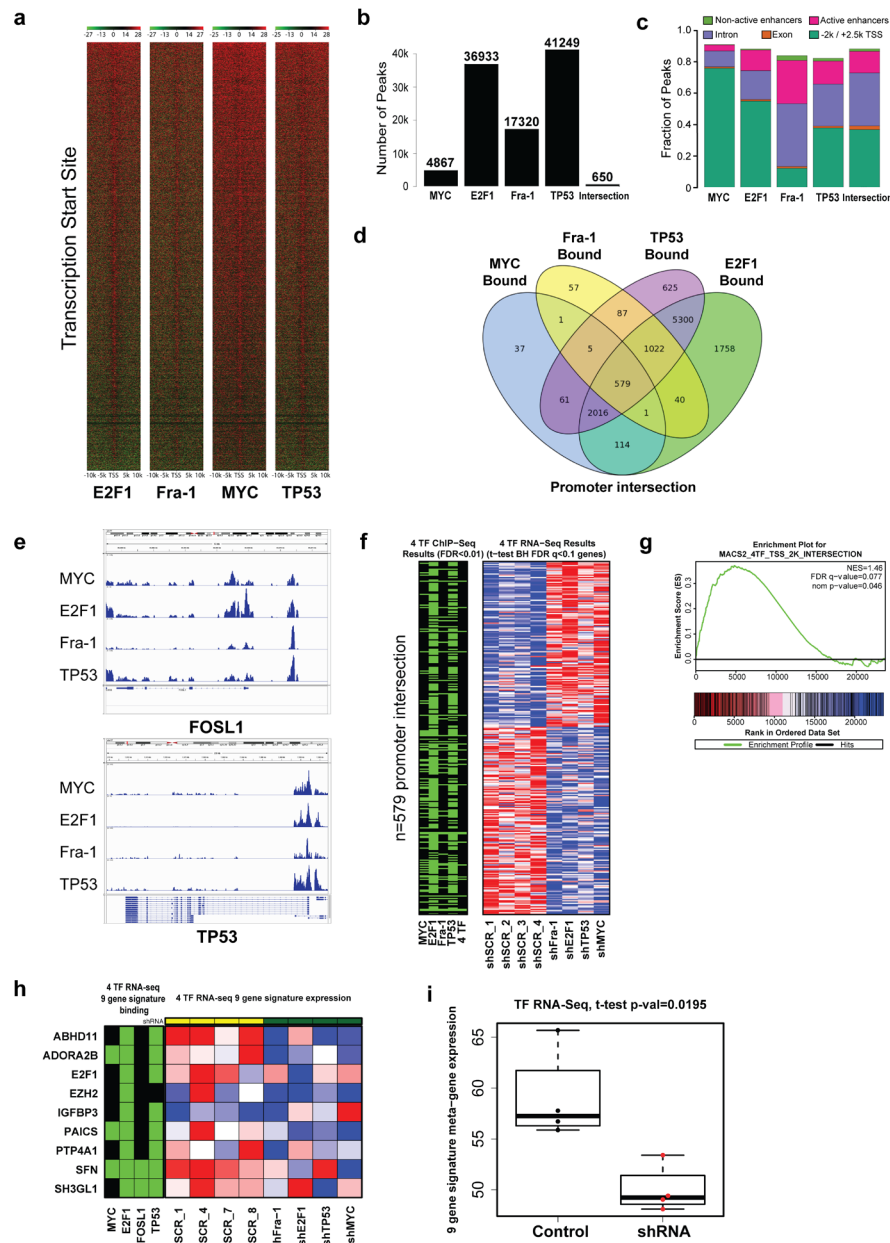 a
-25 -13 0 14 28
-27 -13 0 14 28
-25 -13 0 14 28
-27 -13 0 14 28
Transcription Start Site
-10k -5k TSS 5k 10k
-10k -5k TSS 5k 10k
-10k -5k TSS 5k 10k
-10k -5k TSS 5k 10k
E2F1 Fra-1 MYC TP53
b
Number of Peaks
40k
30k
20k
10k
0
4867
36933
17320
41249
650
MYC E2F1 Fra-1 TP53 Intersection
c
Non-active enhancers Active enhancers
Intron Exon -2k / +2.5k TSS
Fraction of Peaks
1.0
0.8
0.6
0.4
0.2
0.0
MYC E2F1 Fra-1 TP53 Intersection
d
MYC Bound
Fra-1 Bound
TP53 Bound
E2F1 Bound
57
625
1
87
5300
37
5
1022
1758
579
61
2016
1
40
114
Promoter intersection
e
MYC
E2F1
Fra-1
TP53
FOSL1
MYC
E2F1
Fra-1
TP53
TP53
f
4 TF ChIP-Seq Results (FDR<0.01)
4 TF RNA-Seq Results (t-test BH FDR q<0.1 genes)
n=579 promoter intersection
MYC E2F1 Fra-1 TP53 4 TF
shSCR_1 shSCR_2 shSCR_3 shSCR_4 shFra-1 shE2F1 shTP53 shMYC
g
Enrichment Plot for
MACS2_4TF_TSS_2K_INTERSECTION
NES=1.46
FDR q-value=0.077
nom p-value=0.046
Enrichment Score (ES)
0.3
0.2
0.1
0.0
0 5000 10000 15000 20000
0 5000 10000 15000 20000
Rank in Ordered Data Set
Enrichment Profile Hits
h
4 TF RNA-seq
9 gene signature
binding
4 TF RNA-seq 9 gene signature expression
shRNA
ABHD11
ADORA2B
E2F1
EZH2
IGFBP3
PAICS
PTP4A1
SFN
SH3GL1
MYC E2F1 FOSL1 TP53
SCR_1 SCR_4 SCR_7 SCR_8 shFra-1 shE2F1 shTP53 shMYC
i
TF RNA-Seq, t-test p-val=0.0195
9 gene signature meta-gene expression
65
60
55
50
Control shRNA